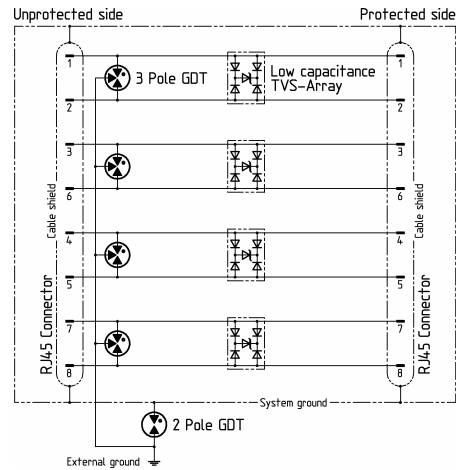 Unprotected side
Protected side
1
3 Pole GDT
Low capacitance
TVS-Array
1
2
2
3
3
6
6
Cable shield
Cable shield
4
4
5
5
RJ45 Connector
RJ45 Connector
7
7
8
8
System ground
2 Pole GDT
External ground